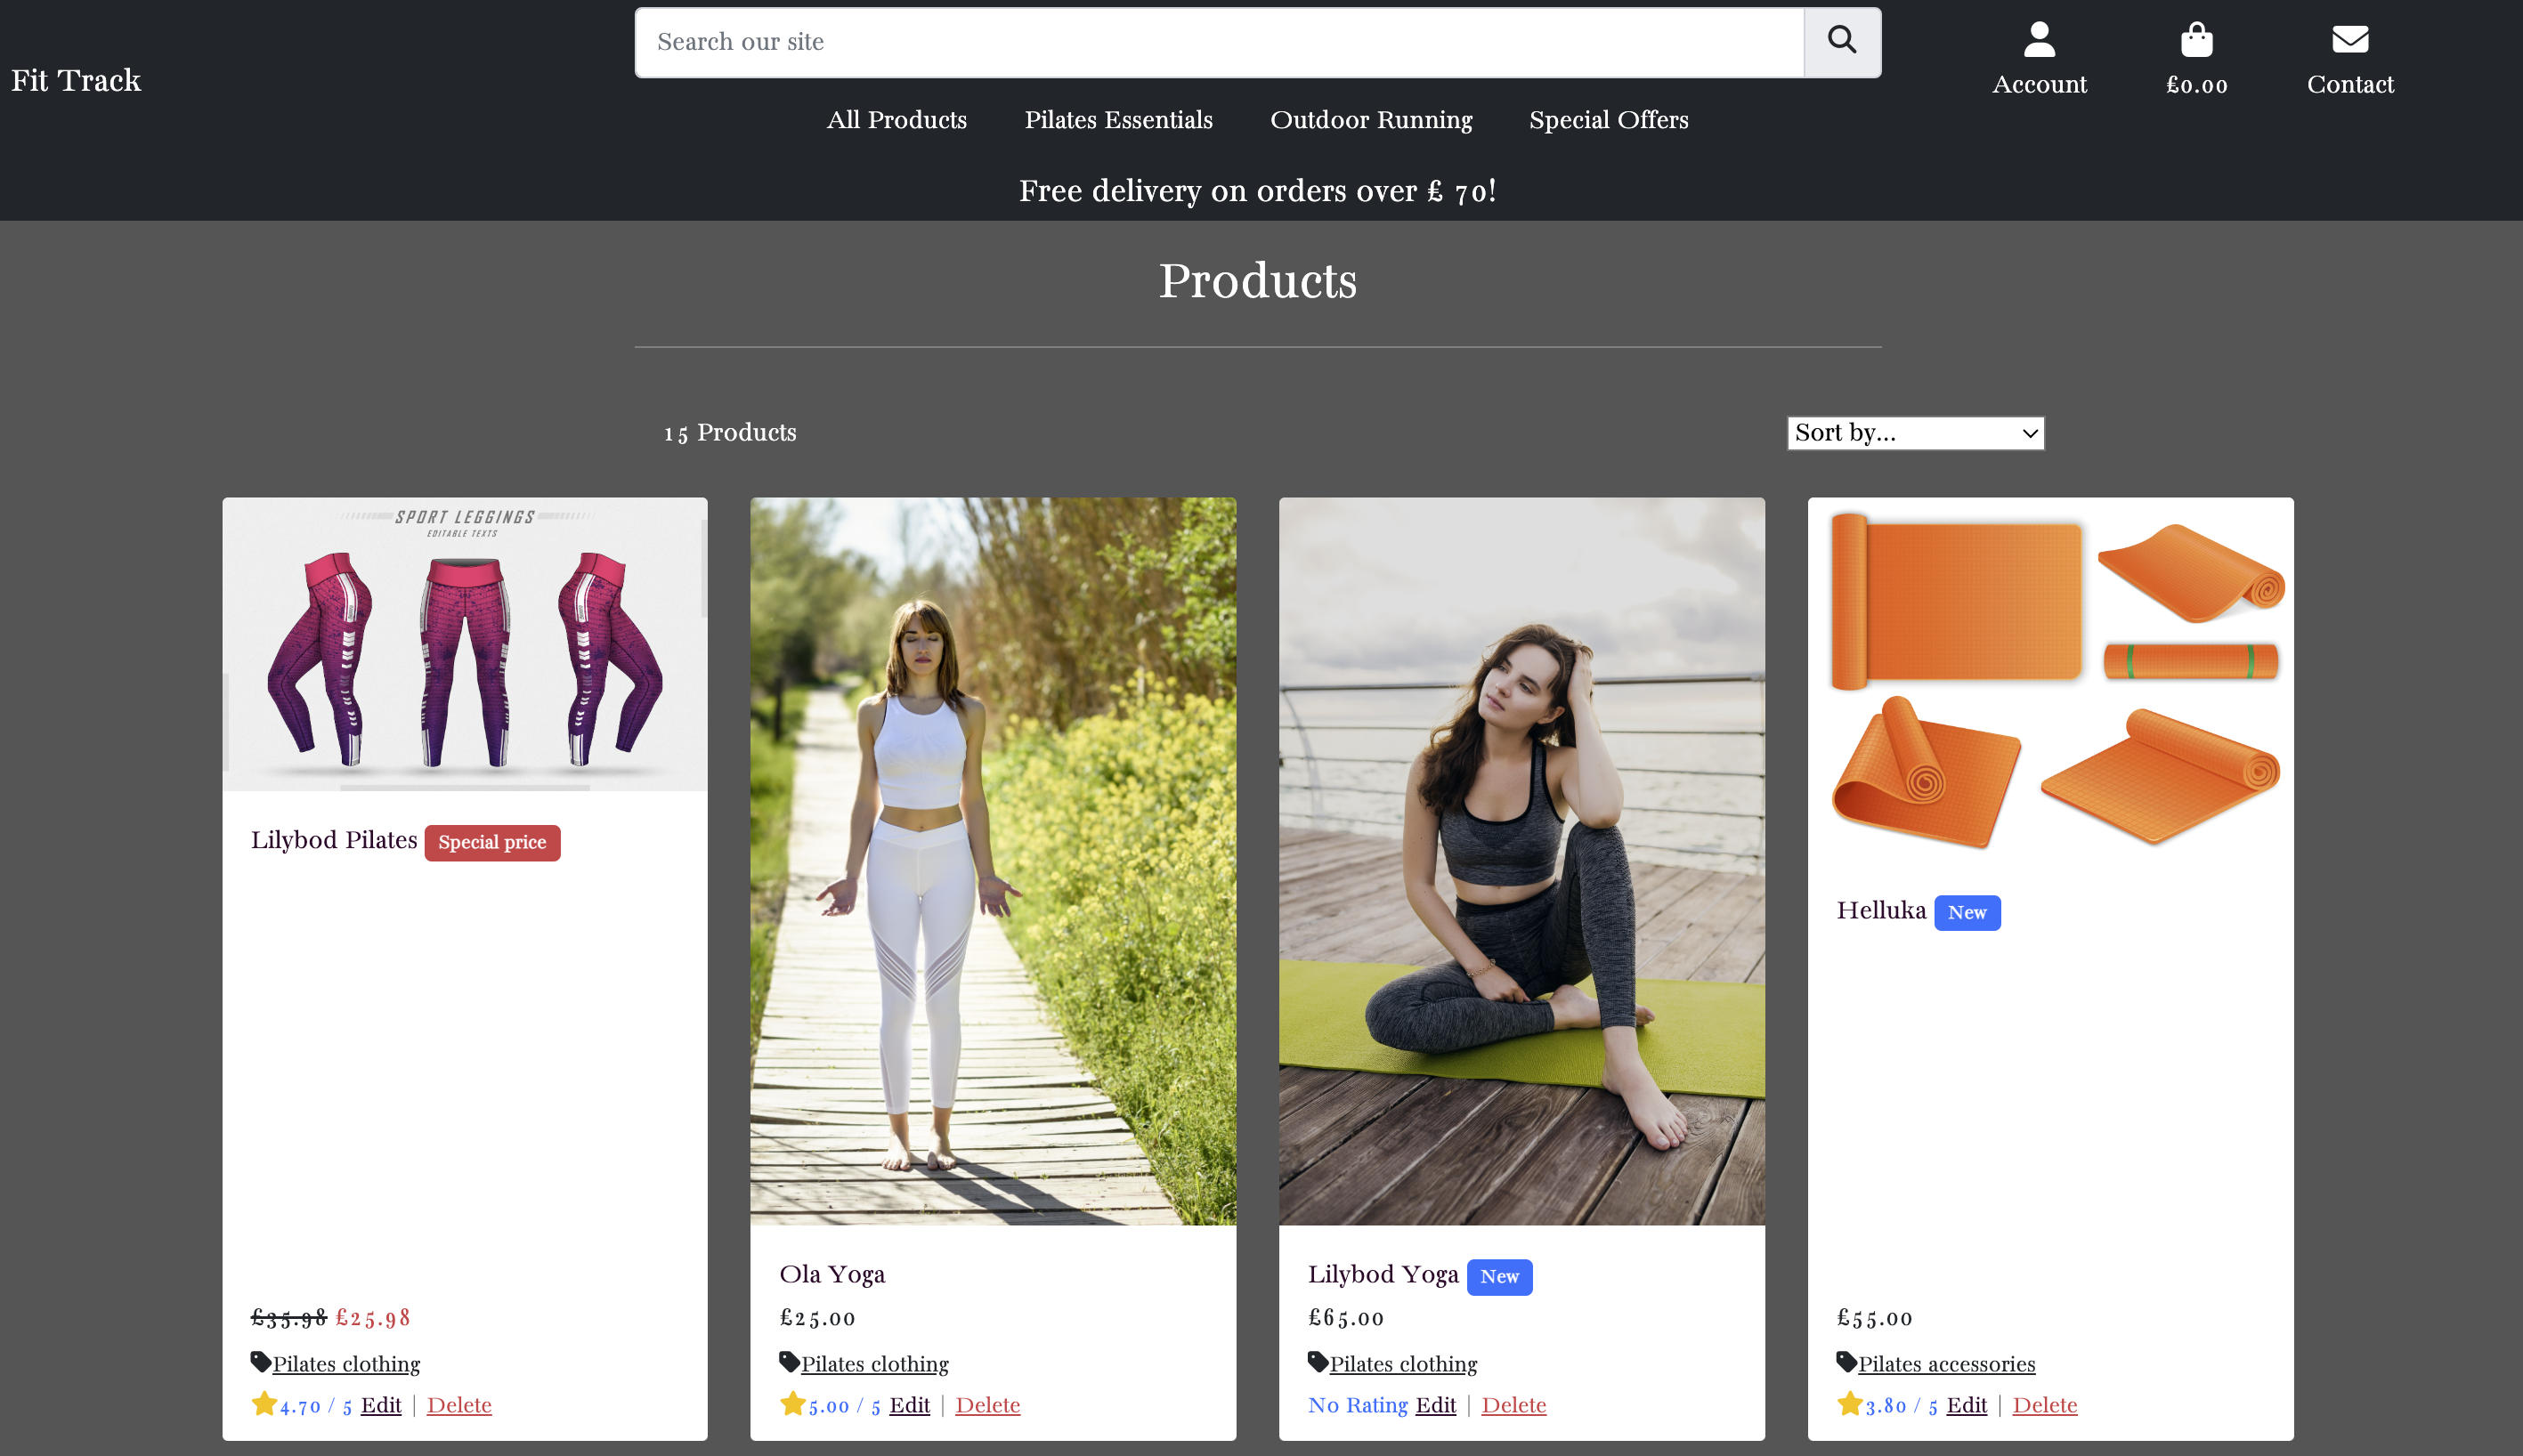 Search our site
Fit Track
Account
£0.00
Contact
All Products
Pilates Essentials
Outdoor Running
Special Offers
Free delivery on orders over £ 70!
Products
15 Products
Sort by...
SPORT LEGGINGS
EDITABLE TEXTS
Lilybod Pilates Special price
£35.98 £25.98
Pilates clothing
4.70 / 5 Edit | Delete
Ola Yoga
£25.00
Pilates clothing
5.00 / 5 Edit | Delete
Lilybod Yoga New
£65.00
Pilates clothing
No Rating Edit | Delete
Helluka New
£55.00
Pilates accessories
3.80 / 5 Edit | Delete